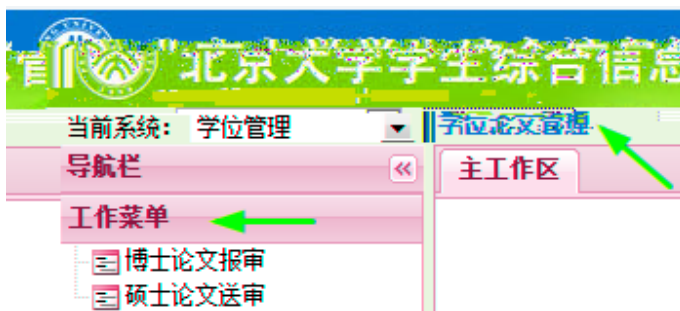 北京大学学生综合信息
当前系统： 学位管理
学位论文管理
导航栏
主工作区
工作菜单
博士论文报审
硕士论文送审